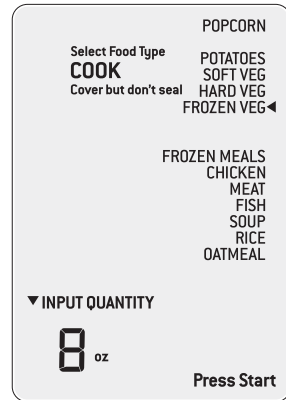 POPCORN
Select Food Type
COOK
Cover but don't seal
POTATOES
SOFT VEG
HARD VEG
FROZEN VEG◀
FROZEN MEALS
CHICKEN
MEAT
FISH
SOUP
RICE
OATMEAL
▼INPUT QUANTITY
8 oz
Press Start